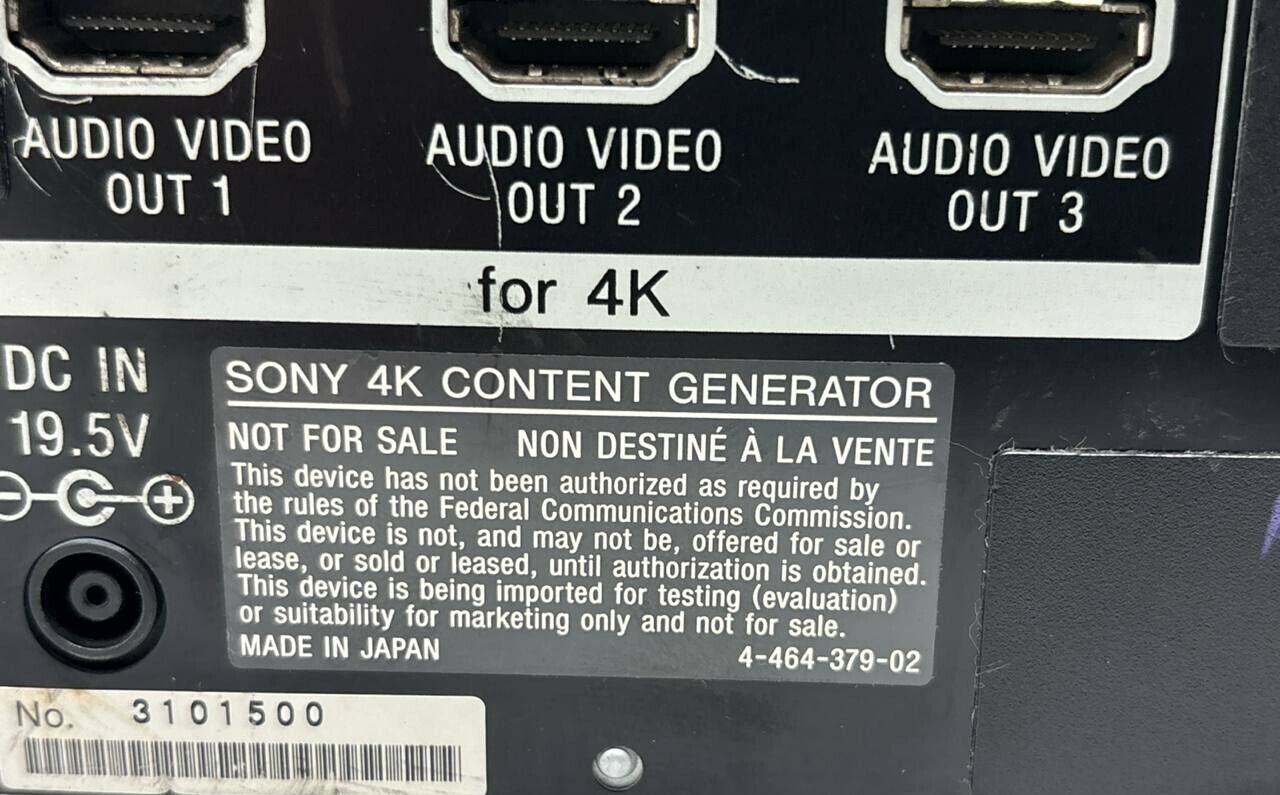 AUDIO VIDEO
OUT 1
AUDIO VIDEO
OUT 2
AUDIO VIDEO
OUT 3
for 4K
DC IN
19.5V
SONY 4K CONTENT GENERATOR
NOT FOR SALE NON DESTINÉ À LA VENTE
This device has not been authorized as required by
the rules of the Federal Communications Commission.
This device is not, and may not be, offered for sale or
lease, or sold or leased, until authorization is obtained.
This device is being imported for testing (evaluation)
or suitability for marketing only and not for sale.
MADE IN JAPAN 4-464-379-02
No. 3101500